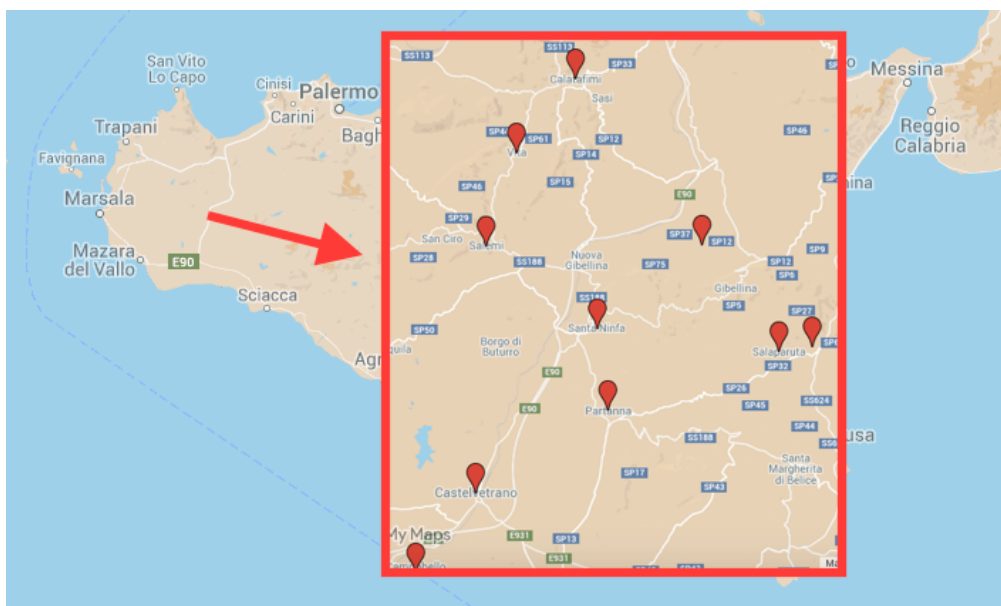 San Vito
Lo Capo
Cinisi
Palermo
Carini
Bagh
Trapani
Favignana
Marsala
Mazara
del Vallo
E90
Sciacca
Agr
SS113
SS113
SP33
Calatafimi
Sasi
SP44
SP61
SP12
SP46
Vita
SP14
SP46
SP15
E90
SP29
SP37
SP12
San Ciro
Salemi
SP9
SP28
SS188
Nuova
Gibellina
SP75
SP12
SP6
Gibellina
SS188
SP5
SP27
SP50
Santa Ninfa
Borgo di
Buturro
quila
Salaparuta
SP32
E90
SP26
SP45
SS624
E90
Partanna
SP44
SS188
Santa
Margherita
di Belice
SP17
SP43
Castelvetrano
My Maps
E931
SP13
E931
Messina
Reggio
Calabria
nina
usa